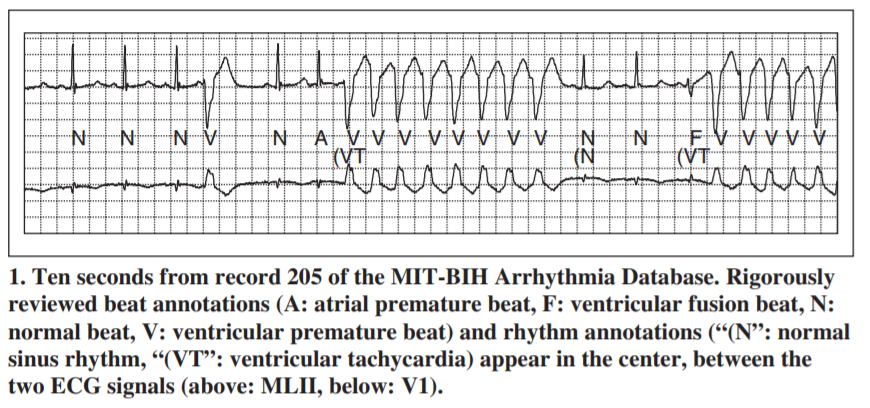 N N N V N A V V V V V V V V N N F V V V V V
(VT (N (VT
1. Ten seconds from record 205 of the MIT-BIH Arrhythmia Database. Rigorously
reviewed beat annotations (A: atrial premature beat, F: ventricular fusion beat, N:
normal beat, V: ventricular premature beat) and rhythm annotations (“(N”: normal
sinus rhythm, “(VT”: ventricular tachycardia) appear in the center, between the
two ECG signals (above: MLII, below: V1).